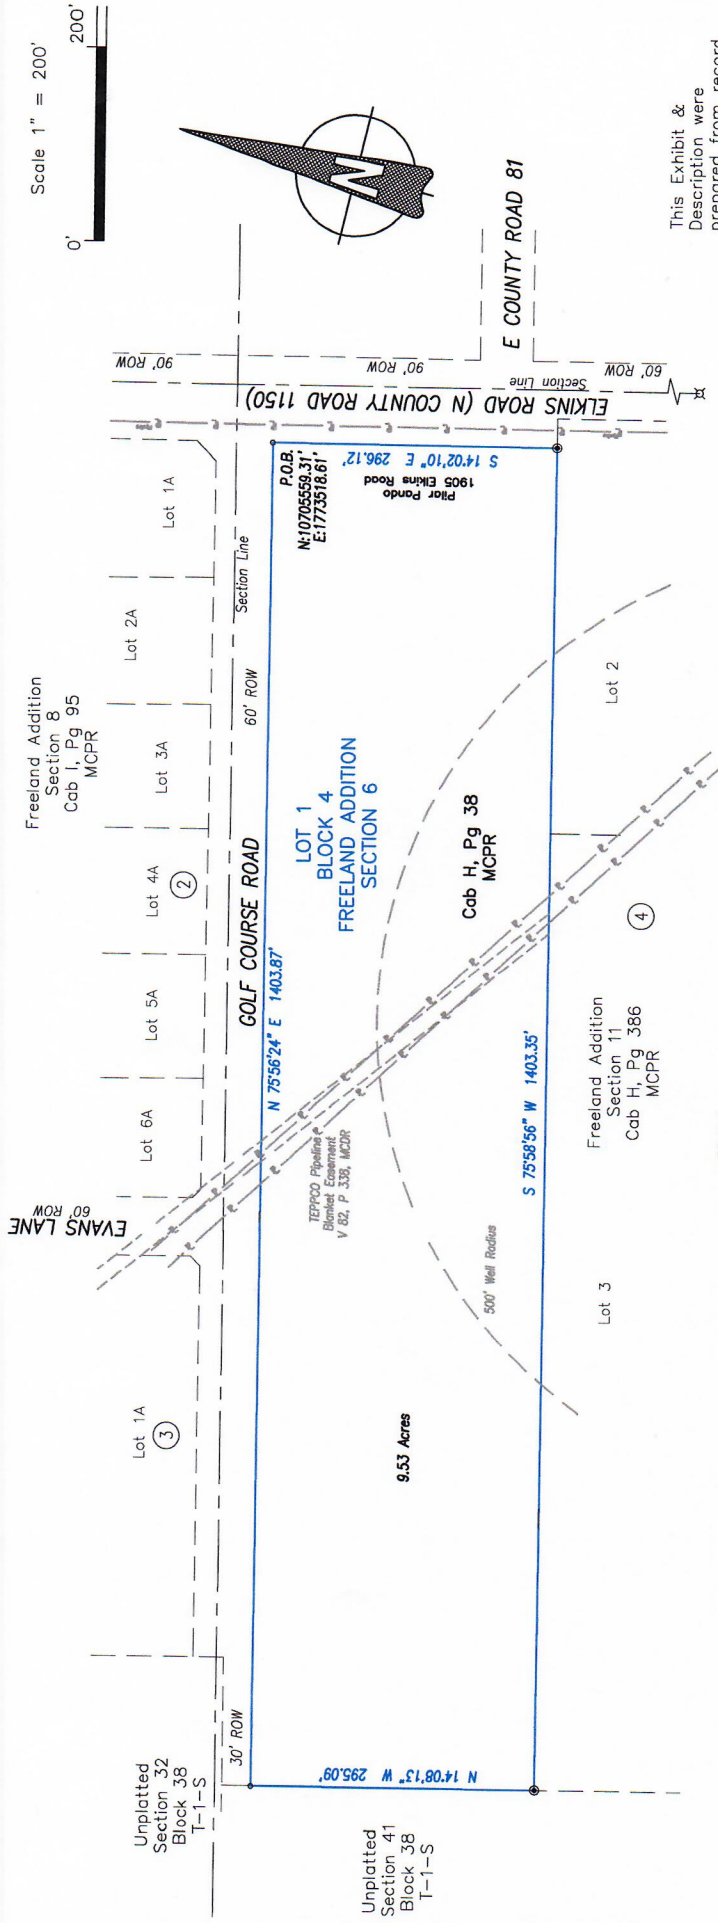 Scale 1" = 200'
0'
200'
N
This Exhibit &
Description were
prepared from record
Freeland Addition
Section 8
Cab I, Pg 95
MCPR
Lot 1A
Lot 2A
Lot 3A
Lot 4A
2
Lot 5A
Lot 6A
EVANS LANE
60' ROW
Lot 1A
3
Unplatted
Section 32
Block 38
T-1-S
30' ROW
GOLF COURSE ROAD
60' ROW
Section Line
90' ROW
90' ROW
60' ROW
Section Line
ELKINS ROAD (N COUNTY ROAD 1150)
E COUNTY ROAD 81
P.O.B.
N:10705559.31'
E:1773518.61'
S 14°02'10" E 296.12'
Pilar Pando
1905 Elkins Road
N 75°56'24" E 1403.87'
LOT 1
BLOCK 4
FREELAND ADDITION
SECTION 6
Cab H, Pg 38
MCPR
TEPPCO Pipeline
Blanket Easement
V 82, P 338, MCDR
500' Well Radius
9.53 Acres
S 75°58'56" W 1403.35'
N 14°08'13" W 295.09'
Unplatted
Section 41
Block 38
T-1-S
Lot 2
4
Freeland Addition
Section 11
Cab H, Pg 386
MCPR
Lot 3